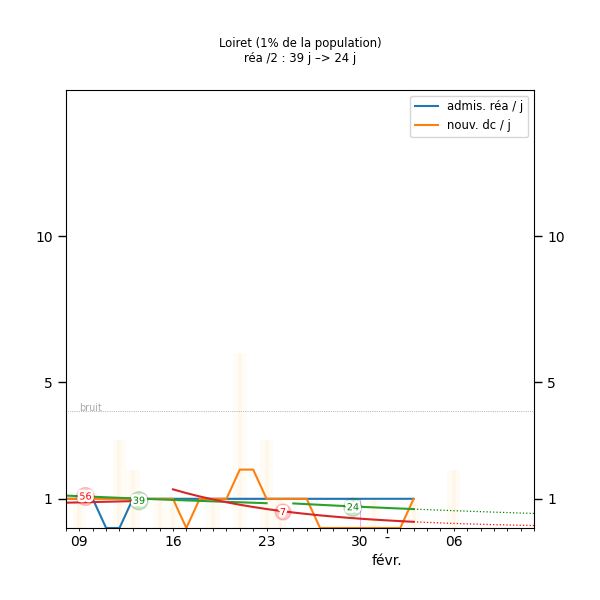 Loiret (1% de la population)
réa /2 : 39 j –> 24 j
admis. réa / j
nouv. dc / j
10
10
5
5
bruit
1
1
56
39
24
7
09
16
23
30
-
06
févr.